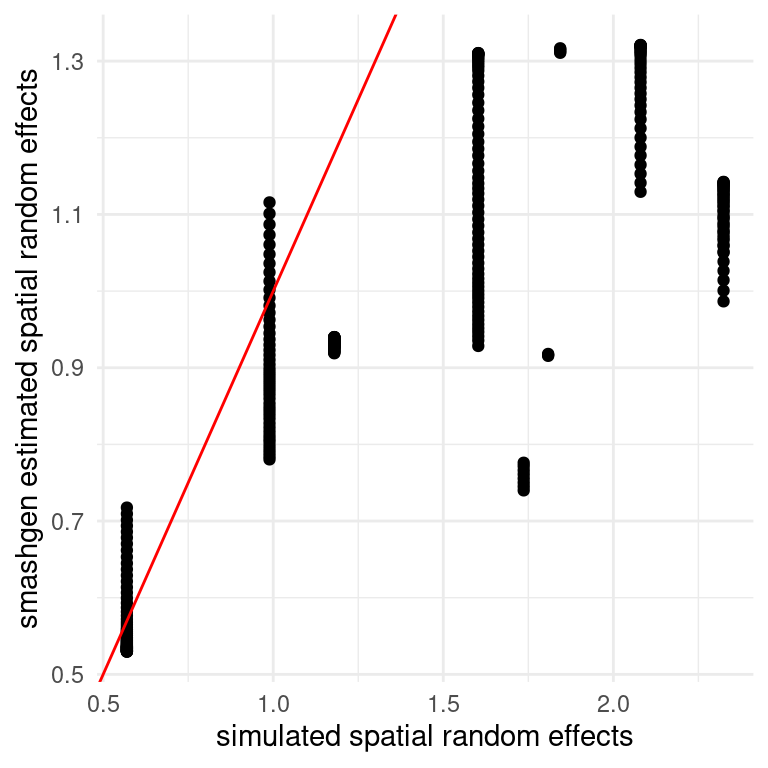 smashgen estimated spatial random effects
1.3
1.1
0.9
0.7
0.5
0.5 1.0 1.5 2.0
simulated spatial random effects